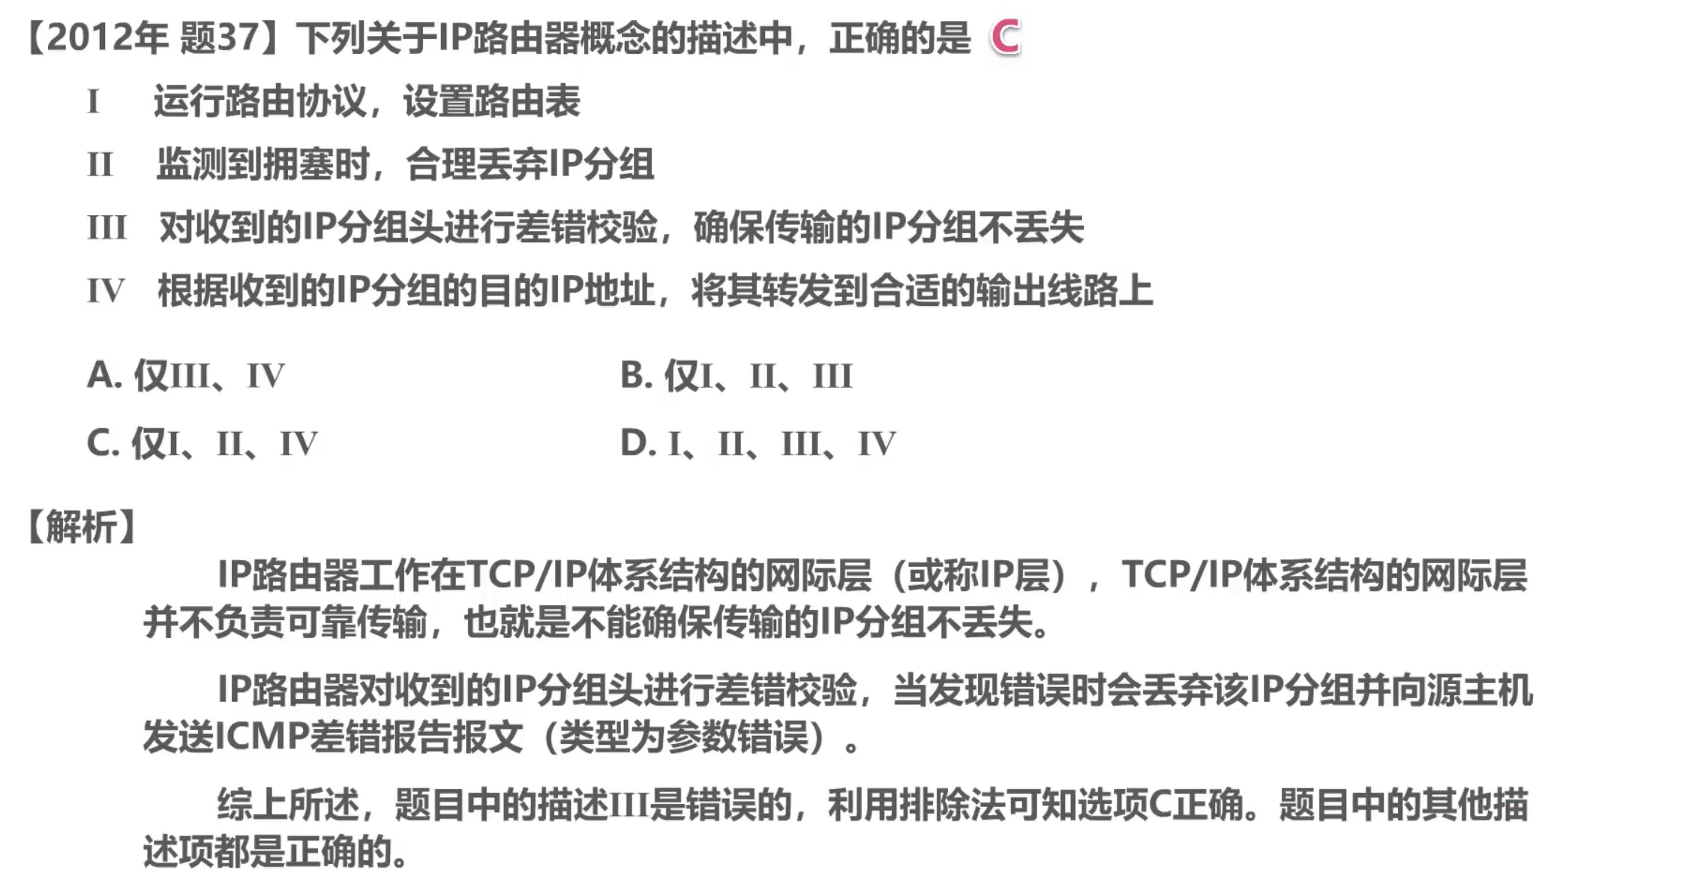 【2012年 题37】下列关于IP路由器概念的描述中，正确的是 C
I 运行路由协议，设置路由表
II 监测到拥塞时，合理丢弃IP分组
III 对收到的IP分组头进行差错校验，确保传输的IP分组不丢失
IV 根据收到的IP分组的目的IP地址，将其转发到合适的输出线路上
A. 仅III、IV B. 仅I、II、III
C. 仅I、II、IV D. I、II、III、IV
【解析】
IP路由器工作在TCP/IP体系结构的网际层（或称IP层），TCP/IP体系结构的网际层
并不负责可靠传输，也就是不能确保传输的IP分组不丢失。
IP路由器对收到的IP分组头进行差错校验，当发现错误时会丢弃该IP分组并向源主机
发送ICMP差错报告报文（类型为参数错误）。
综上所述，题目中的描述III是错误的，利用排除法可知选项C正确。题目中的其他描
述项都是正确的。